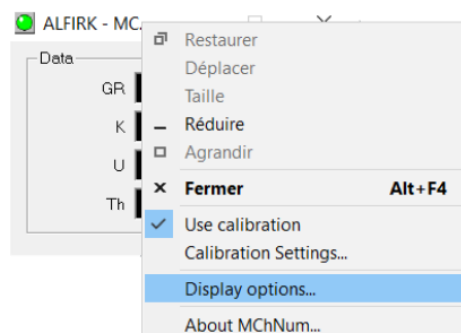 ALFIRK - MC
Data
GR
K
U
Th
Restaurer
Déplacer
Taille
Réduire
Agrandir
Fermer Alt+F4
Use calibration
Calibration Settings...
Display options...
About MChNum...